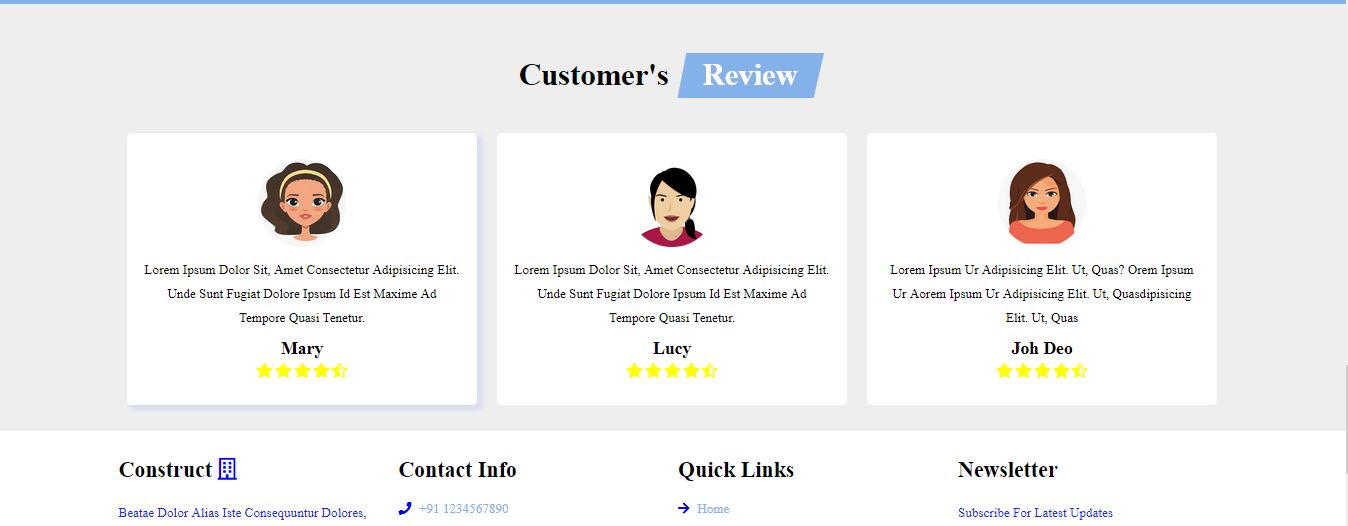 Customer's Review
Lorem Ipsum Dolor Sit, Amet Consectetur Adipisicing Elit.
Unde Sunt Fugiat Dolore Ipsum Id Est Maxime Ad
Tempore Quasi Tenetur.
Mary
Lorem Ipsum Dolor Sit, Amet Consectetur Adipisicing Elit.
Unde Sunt Fugiat Dolore Ipsum Id Est Maxime Ad
Tempore Quasi Tenetur.
Lucy
Lorem Ipsum Ur Adipisicing Elit. Ut, Quas? Orem Ipsum
Ur Aorem Ipsum Ur Adipisicing Elit. Ut, Quasdipisicing
Elit. Ut, Quas
Joh Deo
Construct
Beatae Dolor Alias Iste Consequuntur Dolores,
Contact Info
+91 1234567890
Quick Links
Home
Newsletter
Subscribe For Latest Updates